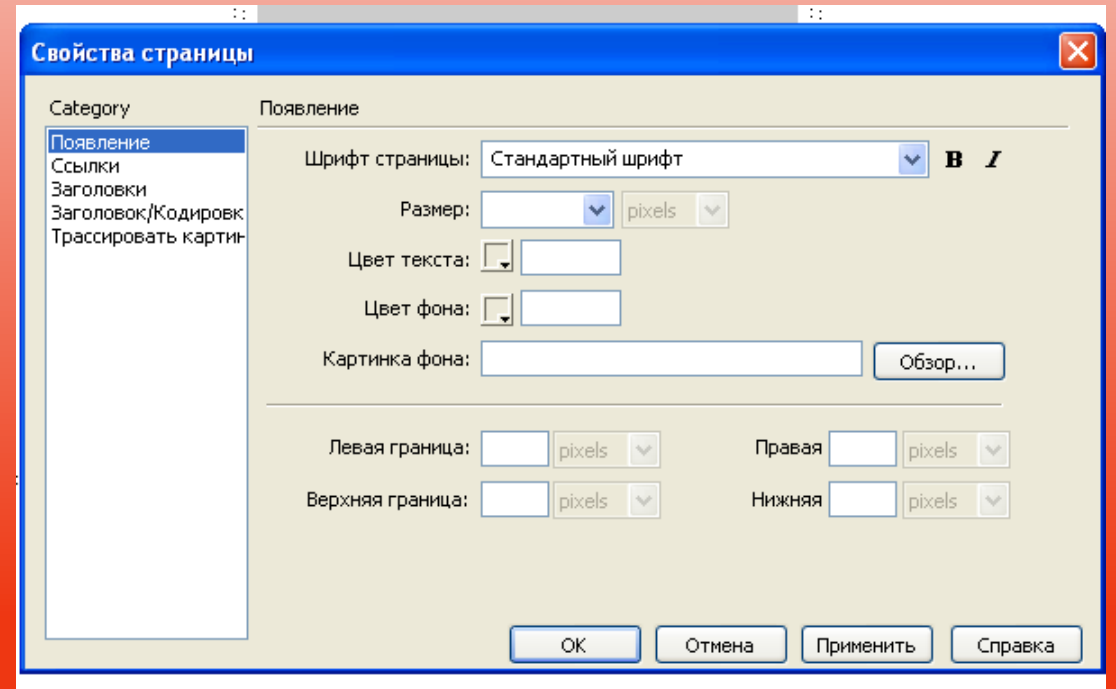 Свойства страницы
Category
Появление
Ссылки
Заголовки
Заголовок/Кодировк
Трассировать картин
Появление
Шрифт страницы: Стандартный шрифт B I
Размер: pixels
Цвет текста:
Цвет фона:
Картинка фона: Обзор...
Левая граница: pixels Правая pixels
Верхняя граница: pixels Нижняя pixels
OK Отмена Применить Справка